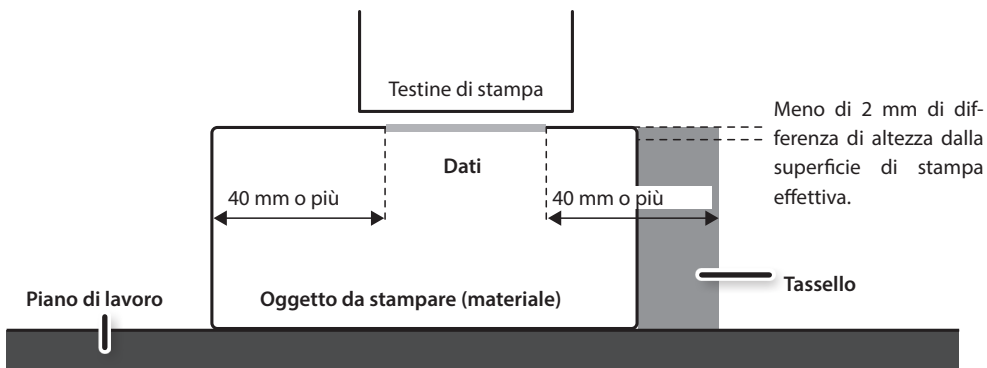 Testine di stampa
Meno di 2 mm di dif-
ferenza di altezza dalla
superficie di stampa
effettiva.
Dati
40 mm o più
40 mm o più
Tassello
Piano di lavoro
Oggetto da stampare (materiale)